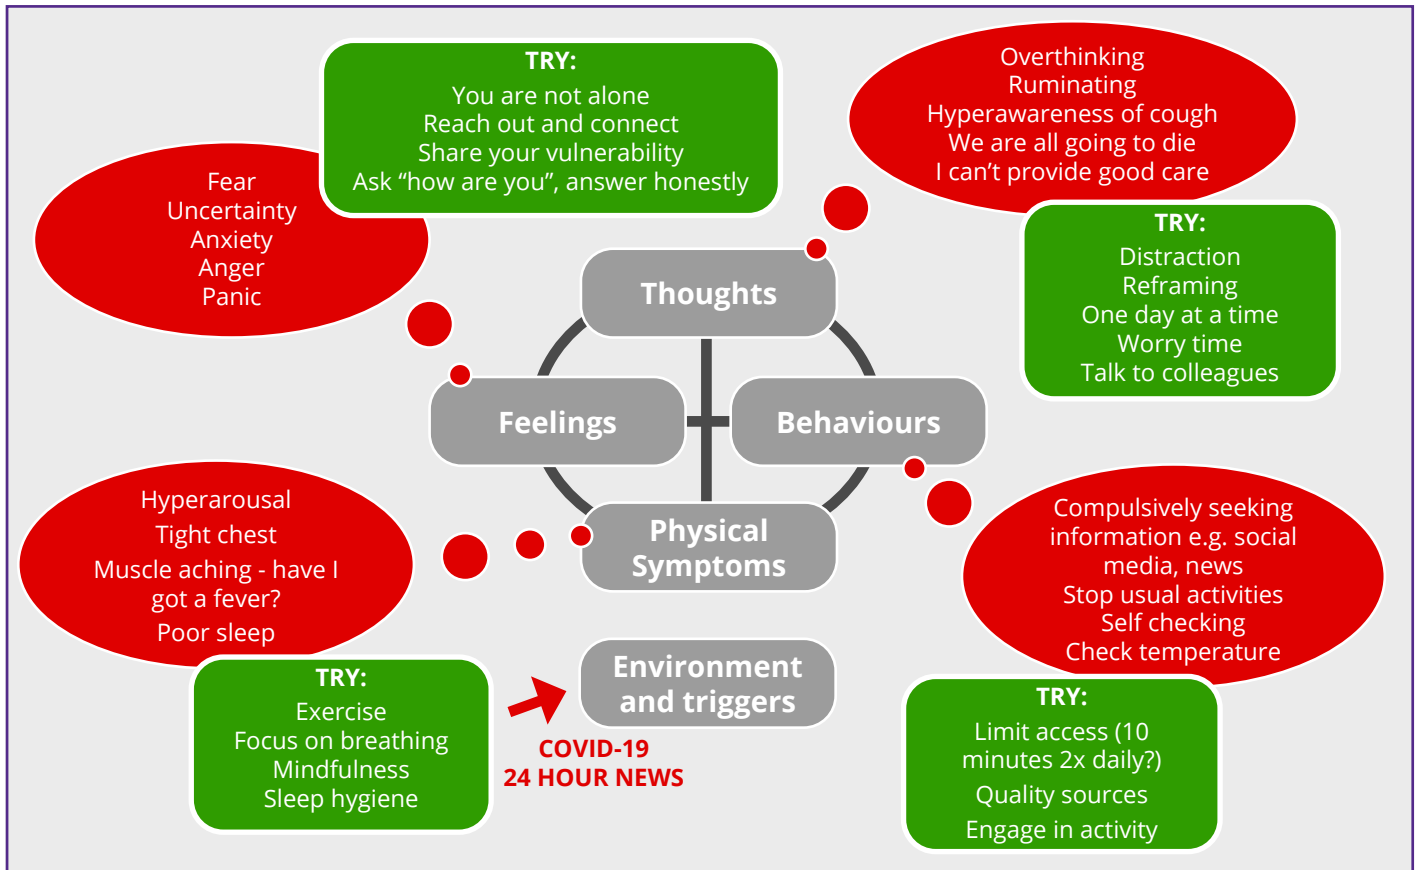 TRY:
You are not alone
Reach out and connect
Share your vulnerability
Ask “how are you”, answer honestly
Overthinking
Ruminating
Hyperawareness of cough
We are all going to die
I can’t provide good care
Fear
Uncertainty
Anxiety
Anger
Panic
TRY:
Distraction
Reframing
One day at a time
Worry time
Talk to colleagues
Thoughts
Feelings
Behaviours
Physical
Symptoms
Hyperarousal
Tight chest
Muscle aching - have I
got a fever?
Poor sleep
Compulsively seeking
information e.g. social
media, news
Stop usual activities
Self checking
Check temperature
TRY:
Exercise
Focus on breathing
Mindfulness
Sleep hygiene
Environment
and triggers
COVID-19
24 HOUR NEWS
TRY:
Limit access (10
minutes 2x daily?)
Quality sources
Engage in activity